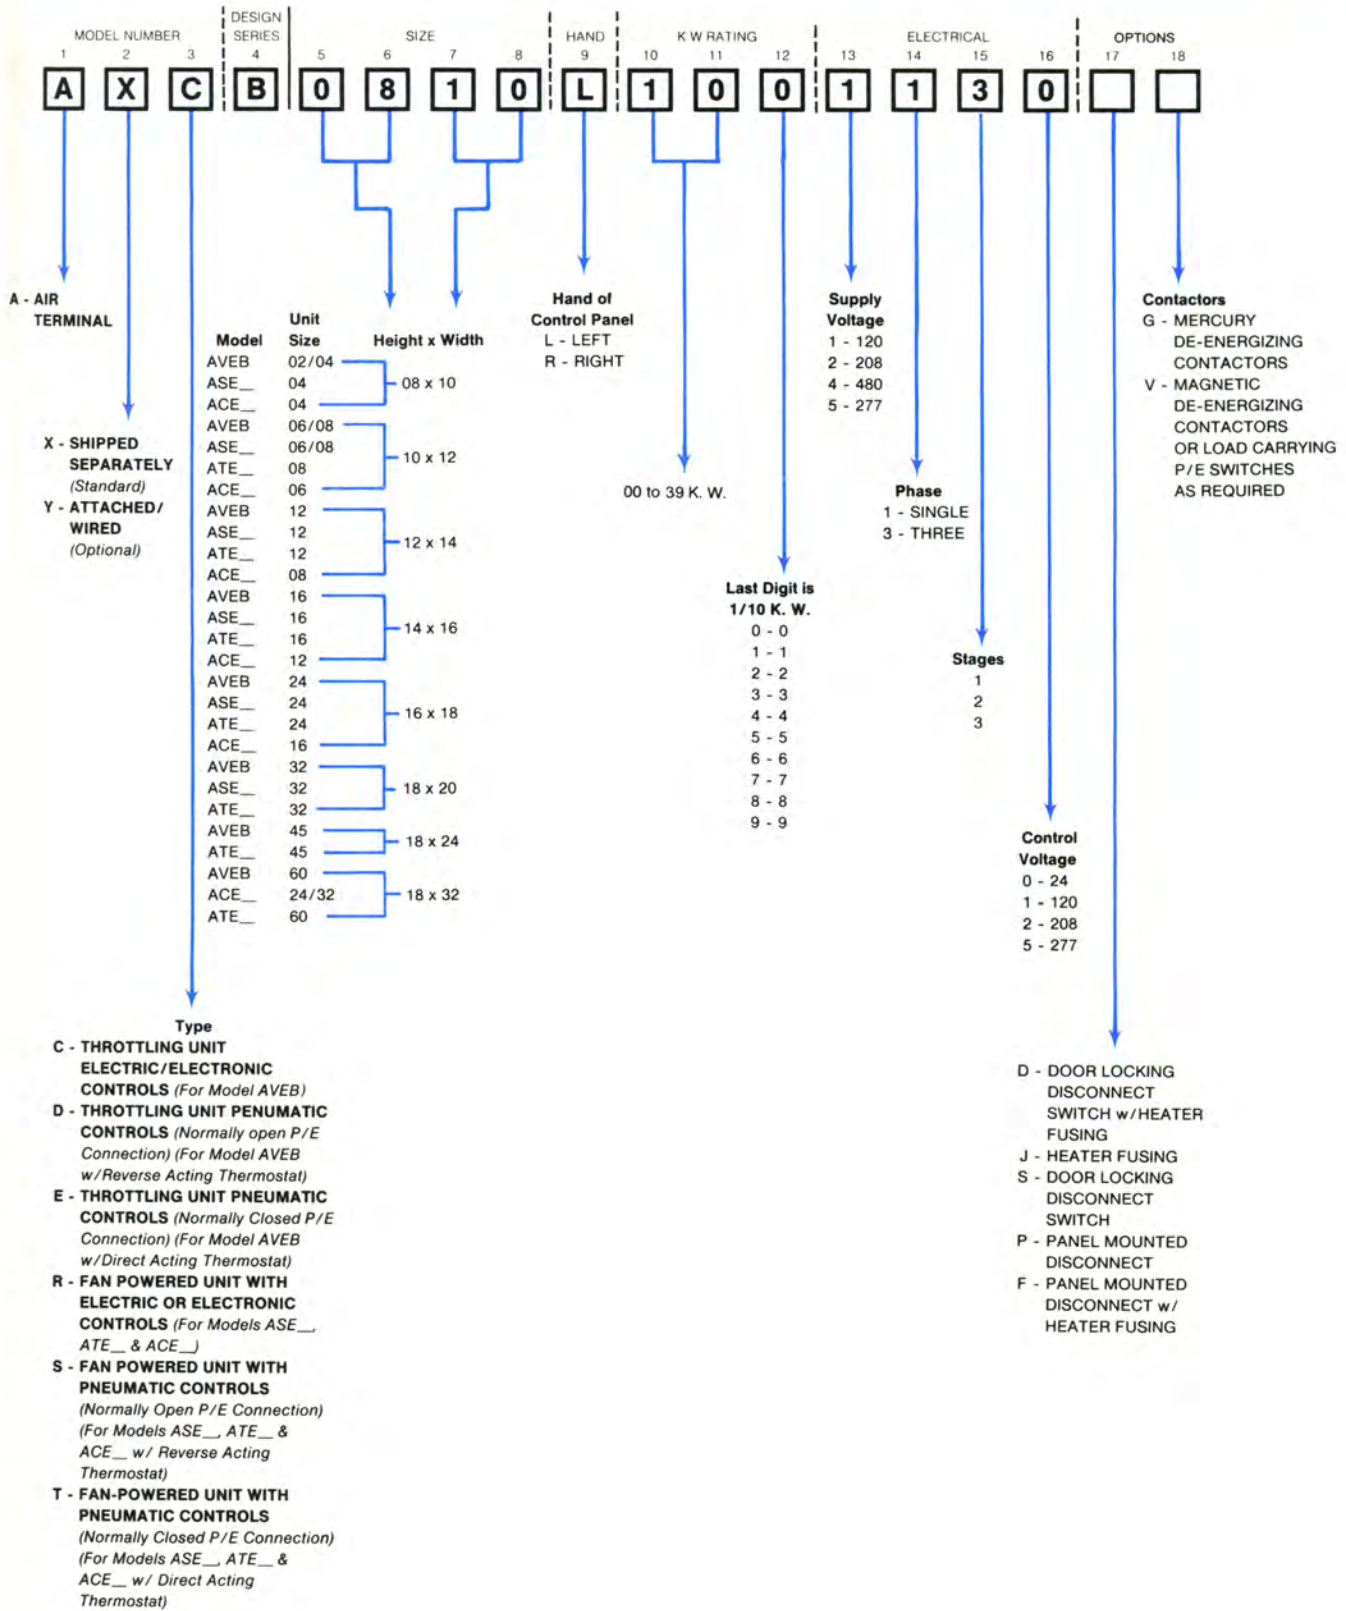 MODEL NUMBER
DESIGN
SERIES
SIZE
HAND
K W RATING
ELECTRICAL
OPTIONS
1 2 3 4 5 6 7 8 9 10 11 12 13 14 15 16 17 18
A X C B 0 8 1 0 L 1 0 0 1 1 3 0
A - AIR
TERMINAL
X - SHIPPED
SEPARATELY
(Standard)
Y - ATTACHED/
WIRED
(Optional)
Unit
Model Size Height x Width
AVEB 02/04
ASE__ 04 08 x 10
ACE__ 04
AVEB 06/08
ASE__ 06/08
10 x 12
ATE__ 08
ACE__ 06
AVEB 12
ASE__ 12
12 x 14
ATE__ 12
ACE__ 08
AVEB 16
ASE__ 16
14 x 16
ATE__ 16
ACE__ 12
AVEB 24
ASE__ 24
16 x 18
ATE__ 24
ACE__ 16
AVEB 32
ASE__ 32 18 x 20
ATE__ 32
AVEB 45
18 x 24
ATE__ 45
AVEB 60
ACE__ 24/32 18 x 32
ATE__ 60
Hand of
Control Panel
L - LEFT
R - RIGHT
00 to 39 K. W.
Last Digit is
1/10 K. W.
0 - 0
1 - 1
2 - 2
3 - 3
4 - 4
5 - 5
6 - 6
7 - 7
8 - 8
9 - 9
Supply
Voltage
1 - 120
2 - 208
4 - 480
5 - 277
Phase
1 - SINGLE
3 - THREE
Stages
1
2
3
Control
Voltage
0 - 24
1 - 120
2 - 208
5 - 277
Contactors
G - MERCURY
DE-ENERGIZING
CONTACTORS
V - MAGNETIC
DE-ENERGIZING
CONTACTORS
OR LOAD CARRYING
P/E SWITCHES
AS REQUIRED
D - DOOR LOCKING
DISCONNECT
SWITCH w/HEATER
FUSING
J - HEATER FUSING
S - DOOR LOCKING
DISCONNECT
SWITCH
P - PANEL MOUNTED
DISCONNECT
F - PANEL MOUNTED
DISCONNECT w/
HEATER FUSING
Type
C - THROTTLING UNIT
ELECTRIC/ELECTRONIC
CONTROLS (For Model AVEB)
D - THROTTLING UNIT PENUMATIC
CONTROLS (Normally open P/E
Connection) (For Model AVEB
w/Reverse Acting Thermostat)
E - THROTTLING UNIT PNEUMATIC
CONTROLS (Normally Closed P/E
Connection) (For Model AVEB
w/Direct Acting Thermostat)
R - FAN POWERED UNIT WITH
ELECTRIC OR ELECTRONIC
CONTROLS (For Models ASE__,
ATE__ & ACE__)
S - FAN POWERED UNIT WITH
PNEUMATIC CONTROLS
(Normally Open P/E Connection)
(For Models ASE__, ATE__ &
ACE__ w/ Reverse Acting
Thermostat)
T - FAN-POWERED UNIT WITH
PNEUMATIC CONTROLS
(Normally Closed P/E Connection)
(For Models ASE__, ATE__ &
ACE__ w/ Direct Acting
Thermostat)